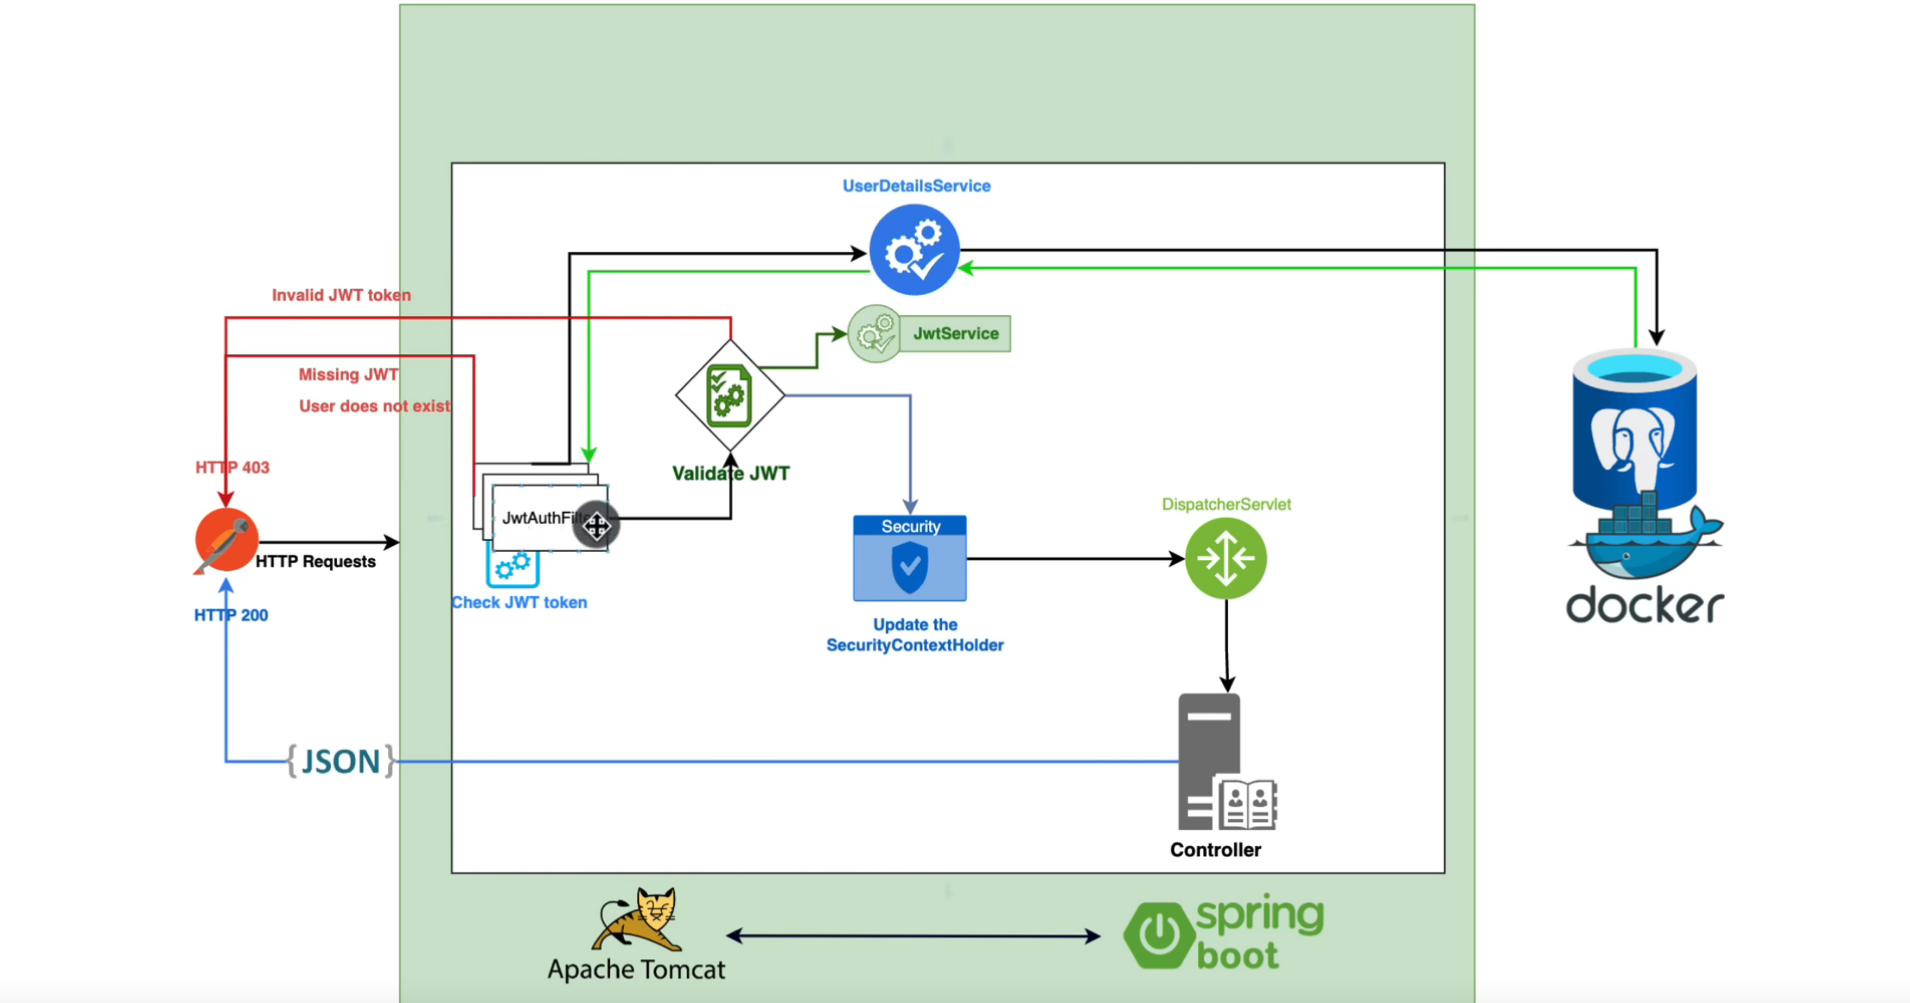 UserDetailsService
Invalid JWT token
JwtService
Missing JWT
User does not exist
HTTP 403
Validate JWT
JwtAuthFilte
Security
DispatcherServlet
HTTP Requests
Check JWT token
HTTP 200
Update the
SecurityContextHolder
docker
{JSON}
Controller
Apache Tomcat
spring
boot